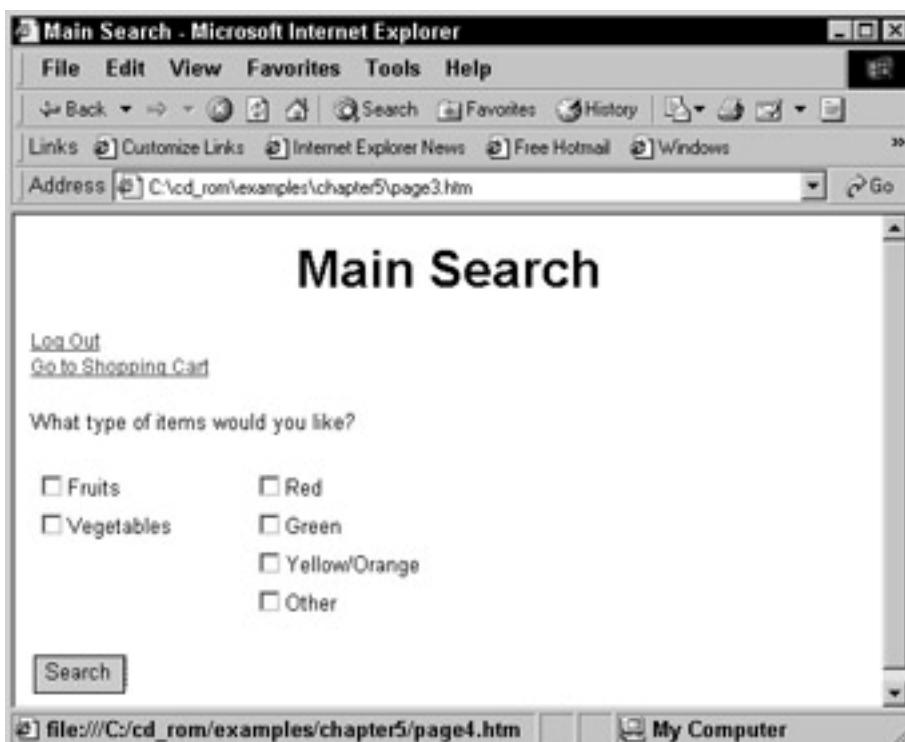 Main Search - Microsoft Internet Explorer
File Edit View Favorites Tools Help
Back Search Favorites History
Links Customize Links Internet Explorer News Free Hotmail Windows »
Address C:\cd_rom\examples\chapter5\page3.htm Go
Main Search
Log Out
Go to Shopping Cart
What type of items would you like?
Fruits Red
Vegetables Green
Yellow/Orange
Other
Search
file:///C:/cd_rom/examples/chapter5/page4.htm My Computer